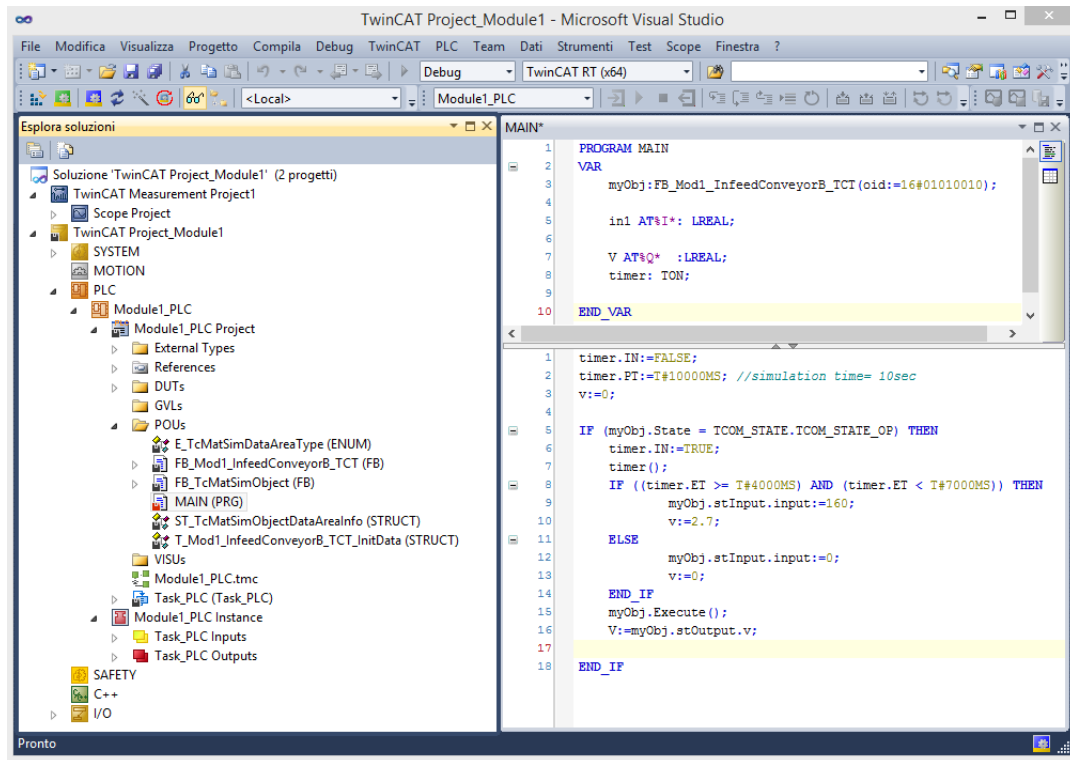 TwinCAT Project_Module1 - Microsoft Visual Studio
File Modifica Visualizza Progetto Compila Debug TwinCAT PLC Team Dati Strumenti Test Scope Finestra ?
Debug TwinCAT RT (x64)
<Local> Module1_PLC
Esplora soluzioni
Soluzione 'TwinCAT Project_Module1' (2 progetti)
TwinCAT Measurement Project1
Scope Project
TwinCAT Project_Module1
SYSTEM
MOTION
PLC
Module1_PLC
Module1_PLC Project
External Types
References
DUTs
GVLs
POUs
E_TcMatSimDataAreaType (ENUM)
FB_Mod1_InfeedConveyorB_TCT (FB)
FB_TcMatSimObject (FB)
MAIN (PRG)
ST_TcMatSimObjectDataAreaInfo (STRUCT)
T_Mod1_InfeedConveyorB_TCT_InitData (STRUCT)
VISUs
Module1_PLC.tmc
Task_PLC (Task_PLC)
Module1_PLC Instance
Task_PLC Inputs
Task_PLC Outputs
SAFETY
C++
I/O
MAIN*
1 PROGRAM MAIN
2 VAR
3 myObj:FB_Mod1_InfeedConveyorB_TCT(oid:=16#01010010);
4
5 in1 AT%I*: LREAL;
6
7 V AT%Q* :LREAL;
8 timer: TON;
9
10 END_VAR
1 timer.IN:=FALSE;
2 timer.PT:=T#10000MS; //simulation time= 10sec
3 v:=0;
4
5 IF (myObj.State = TCOM_STATE.TCOM_STATE_OP) THEN
6 timer.IN:=TRUE;
7 timer();
8 IF ((timer.ET >= T#4000MS) AND (timer.ET < T#7000MS)) THEN
9 myObj.stInput.input:=160;
10 v:=2.7;
11 ELSE
12 myObj.stInput.input:=0;
13 v:=0;
14 END_IF
15 myObj.Execute();
16 V:=myObj.stOutput.v;
17
18 END_IF
Pronto